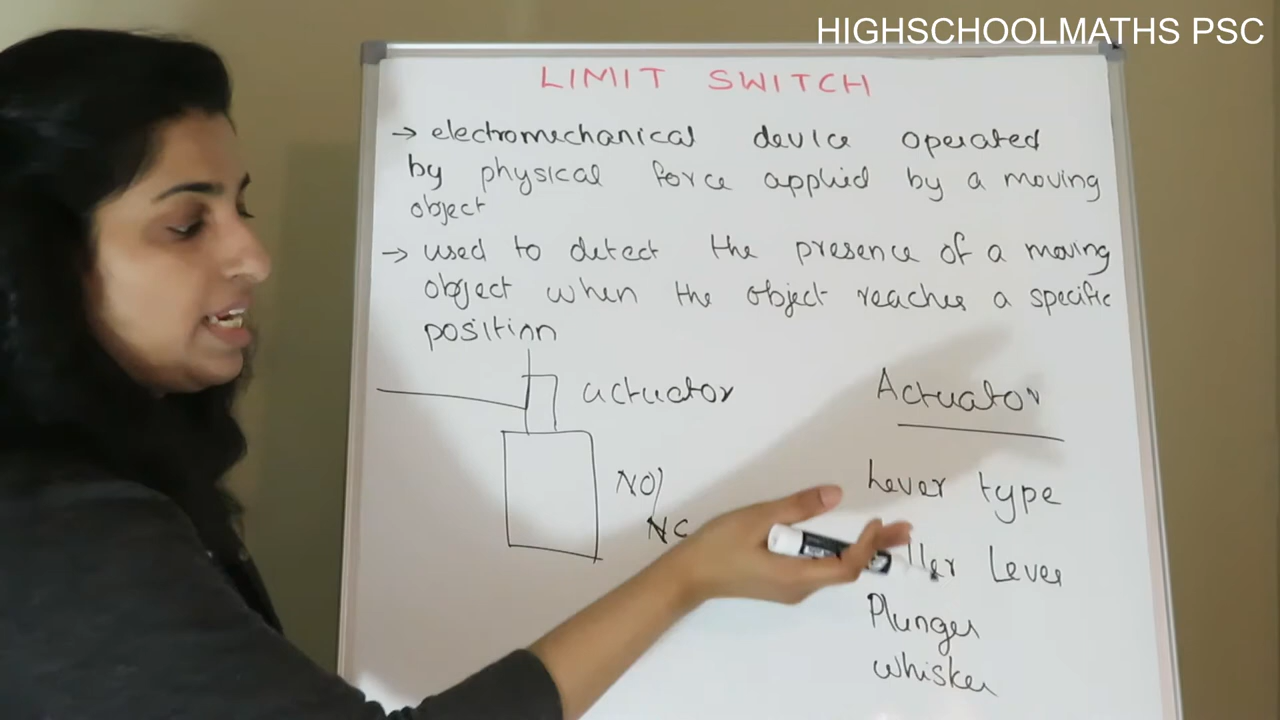 HIGHSCHOOLMATHS PSC
LIMIT SWITCH
→ electromechanical device operated
by physical force applied by a moving
object
→ used to detect the presence of a moving
object when the object reaches a specific
position
actuator
NO/
NC
Actuator
Lever type
Lever
Plunger
Whisker